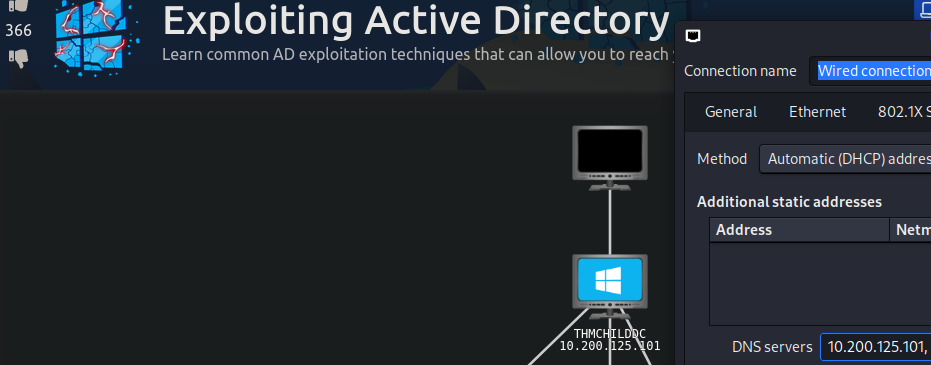 366
Exploiting Active Directory
Learn common AD exploitation techniques that can allow you to reach
Connection name
Wired connection
General
Ethernet
802.1X
Method
Automatic (DHCP)
Additional static addresses
Address
THMCHILDDC
10.200.125.101
DNS servers
10.200.125.101,